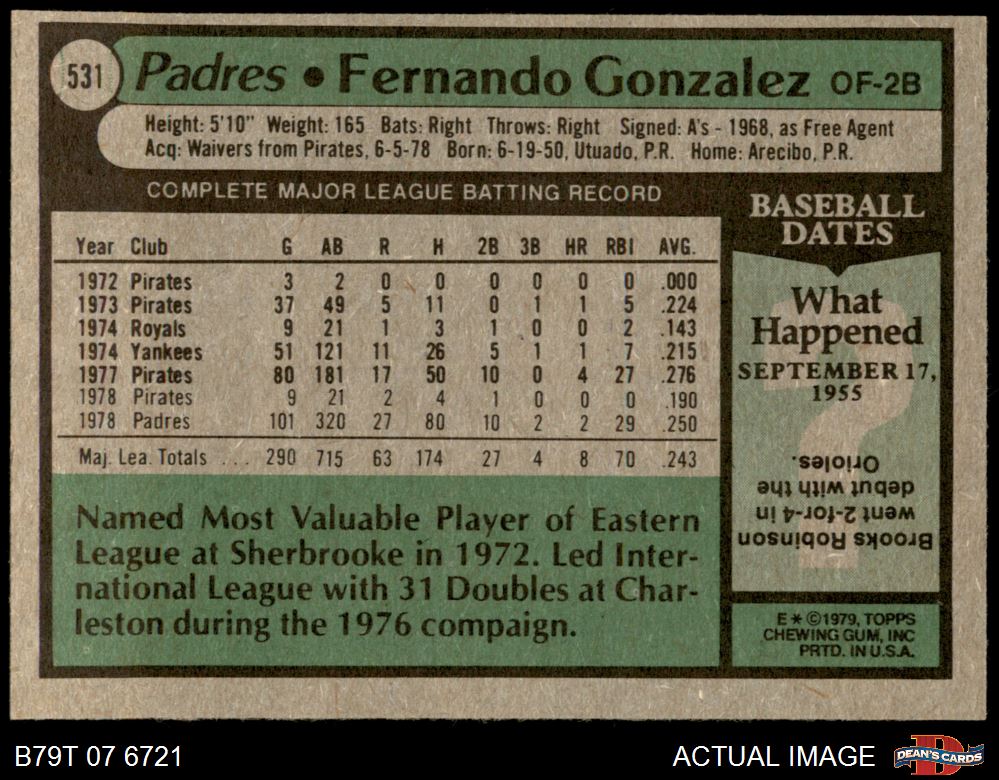 531 Padres • Fernando Gonzalez OF-2B
Height: 5'10" Weight: 165 Bats: Right Throws: Right Signed: A's - 1968, as Free Agent
Acq: Waivers from Pirates, 6-5-78 Born: 6-19-50, Utuado, P.R. Home: Arecibo, P.R.
COMPLETE MAJOR LEAGUE BATTING RECORD
Year Club G AB R H 2B 3B HR RBI AVG.
1972 Pirates 3 2 0 0 0 0 0 0 .000
1973 Pirates 37 49 5 11 0 1 1 5 .224
1974 Royals 9 21 1 3 1 0 0 2 .143
1974 Yankees 51 121 11 26 5 1 1 7 .215
1977 Pirates 80 181 17 50 10 0 4 27 .276
1978 Pirates 9 21 2 4 1 0 0 0 .190
1978 Padres 101 320 27 80 10 2 2 29 .250
Maj. Lea. Totals ... 290 715 63 174 27 4 8 70 .243
Named Most Valuable Player of Eastern
League at Sherbrooke in 1972. Led Inter-
national League with 31 Doubles at Char-
leston during the 1976 compaign.
BASEBALL
DATES
What
Happened
SEPTEMBER 17,
1955
?
Brooks Robinson
went 2-for-4 in
debut with the
Orioles.
E * ©1979, TOPPS
CHEWING GUM, INC
PRTD. IN U.S.A.
B79T 07 6721
ACTUAL IMAGE
D
DEAN'S CARDS